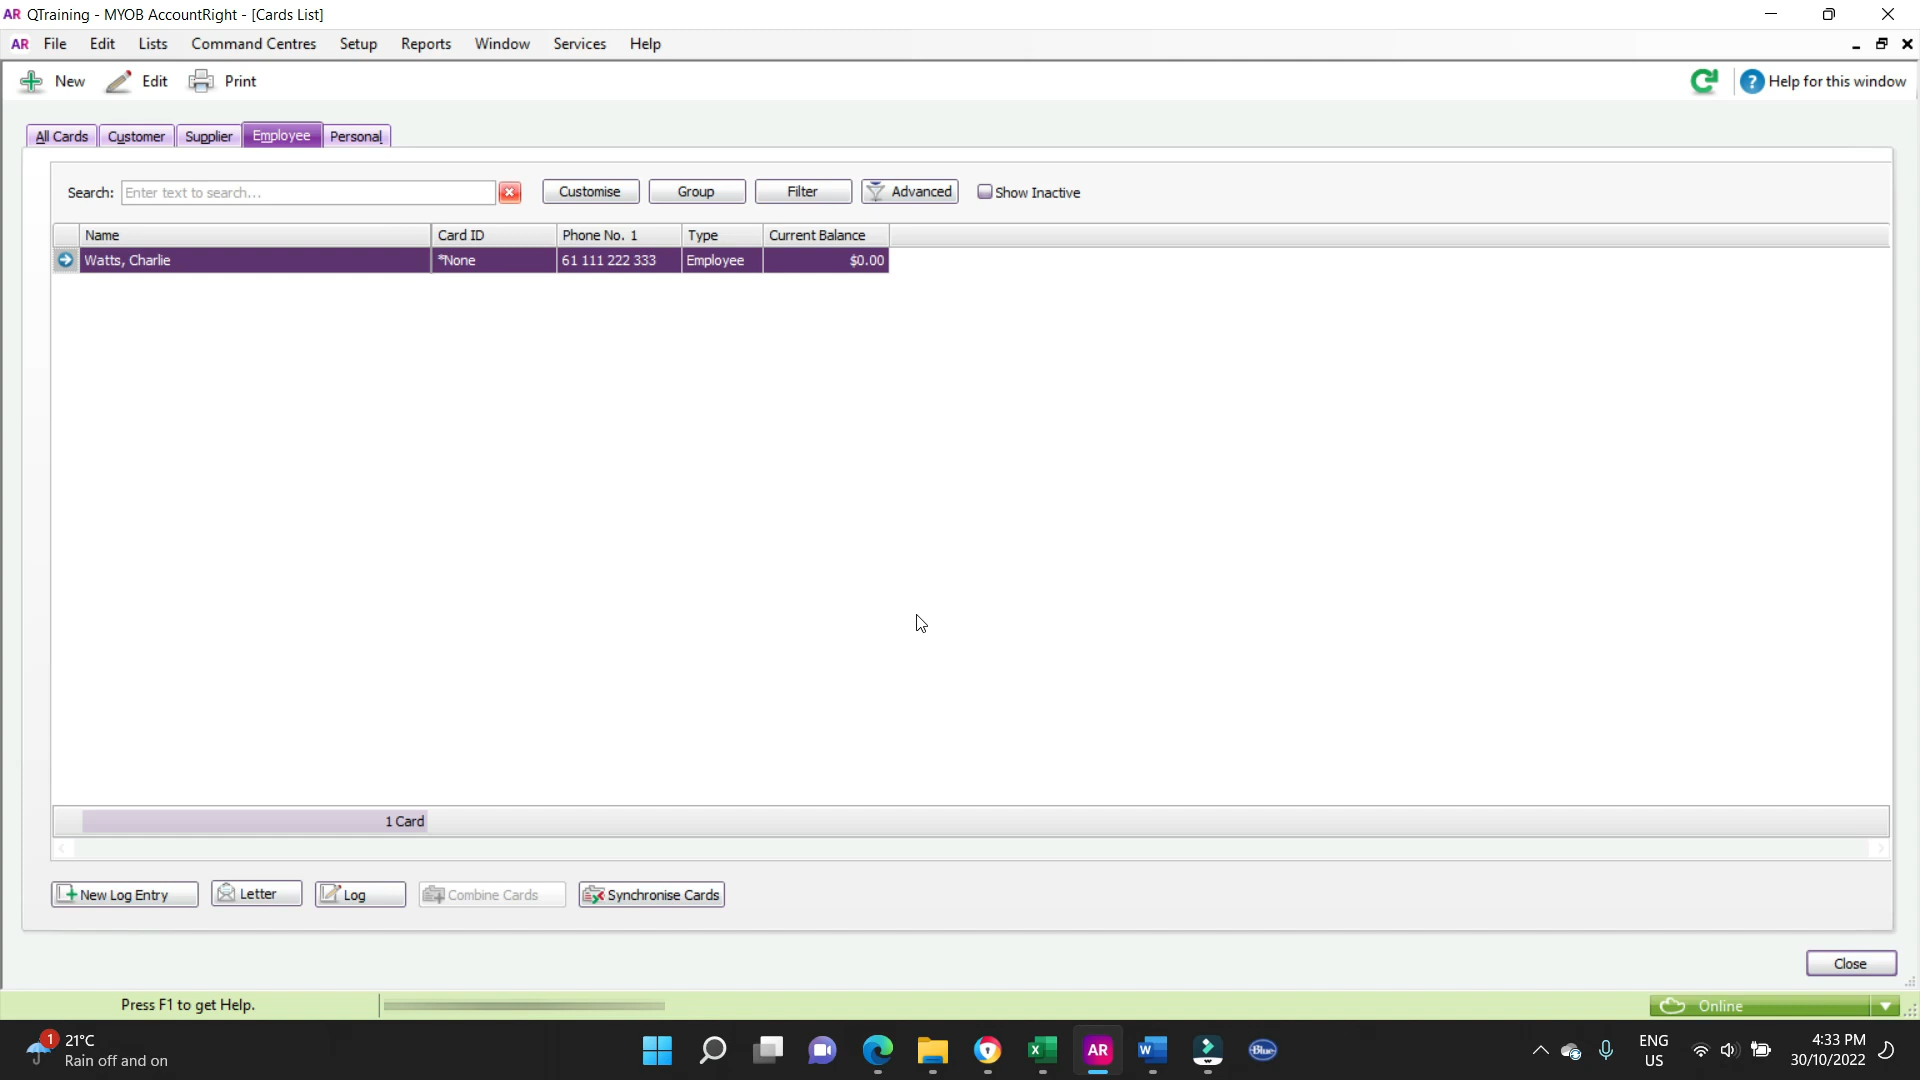 AR QTraining - MYOB AccountRight - [Cards List]
AR File Edit Lists Command Centres Setup Reports Window Services Help
New Edit Print ? Help for this window
All Cards Customer Supplier Employee Personal
Search: Enter text to search... Customise Group Filter Advanced Show Inactive
Name Card ID Phone No. 1 Type Current Balance
Watts, Charlie *None 61 111 222 333 Employee $0.00
1 Card
New Log Entry Letter Log Combine Cards Synchronise Cards
Close
Press F1 to get Help. Online
1 21°C AR Blue ENG 4:33 PM
Rain off and on US 30/10/2022